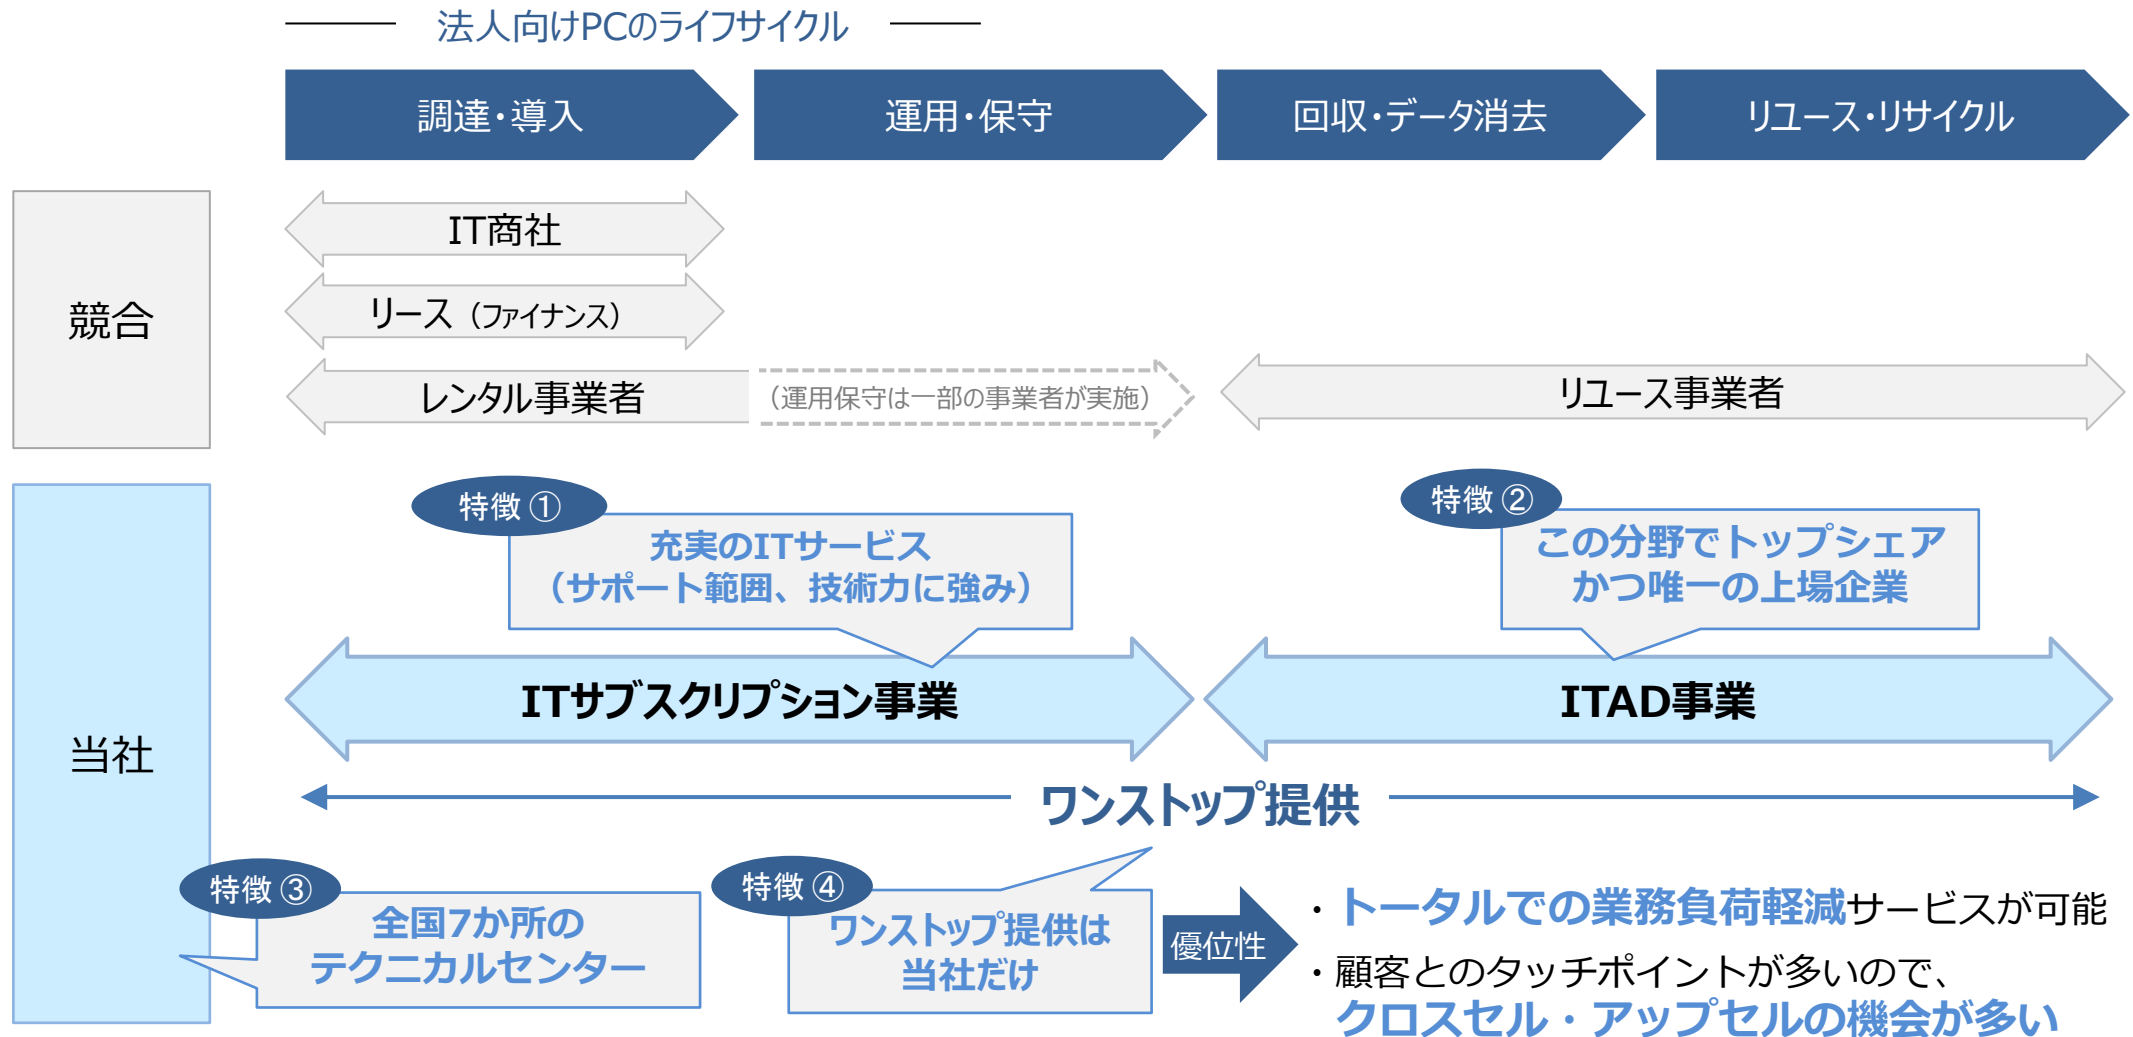 法人向けPCのライフサイクル
調達・導入
運用・保守
回収・データ消去
リユース・リサイクル
競合
IT商社
リース（ファイナンス）
レンタル事業者
（運用保守は一部の事業者が実施）
リユース事業者
当社
特徴①
充実のITサービス
（サポート範囲、技術力に強み）
特徴②
この分野でトップシェア
かつ唯一の上場企業
ITサブスクリプション事業
ITAD事業
ワンストップ提供
特徴③
全国7か所の
テクニカルセンター
特徴④
ワンストップ提供は
当社だけ
優位性
・トータルでの業務負荷軽減サービスが可能
・顧客とのタッチポイントが多いので、
クロスセル・アップセルの機会が多い